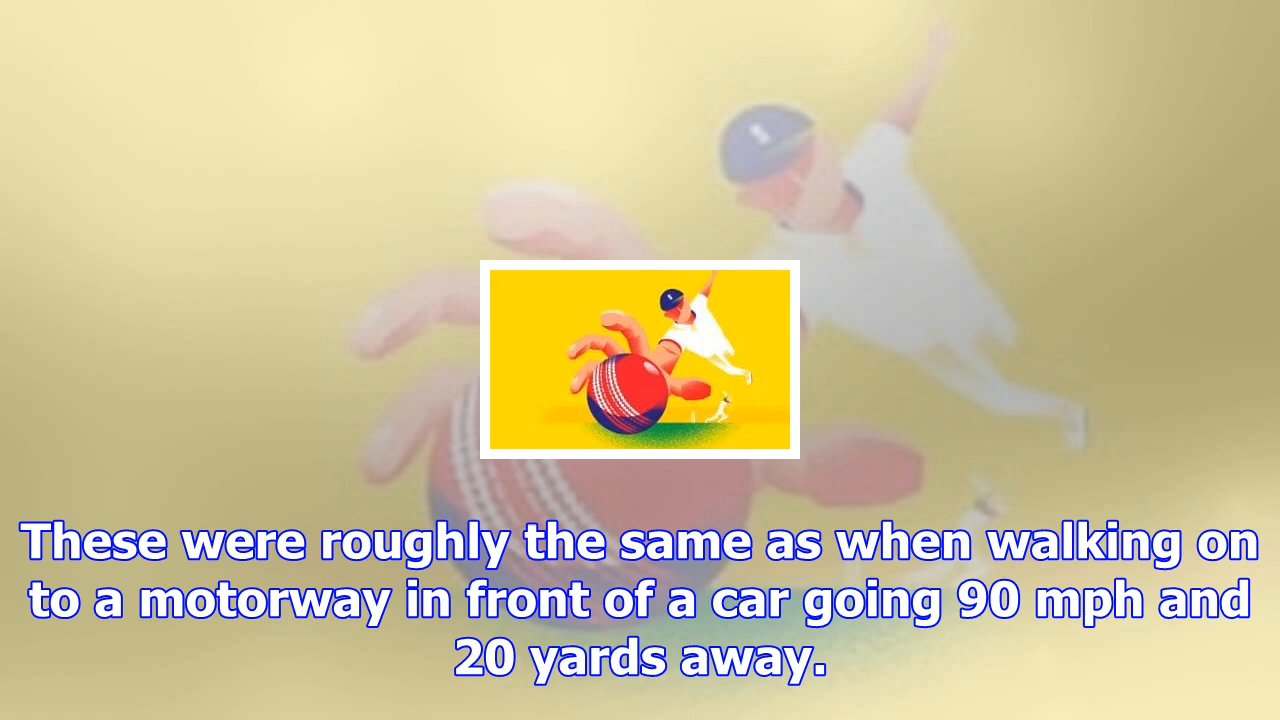 These were roughly the same as when walking on
to a motorway in front of a car going 90 mph and
20 yards away.